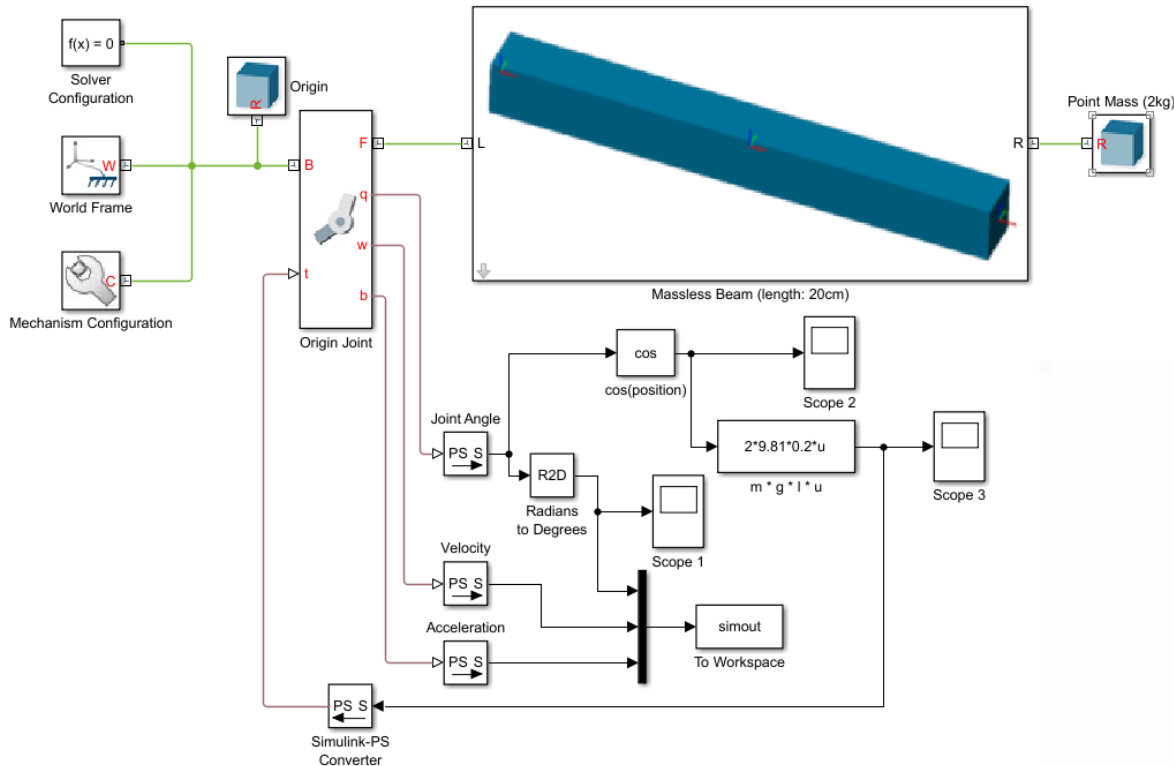 f(x) = 0
Solver
Configuration
W
World Frame
C
Mechanism Configuration
R
Origin
B
F
q
w
t
b
Origin Joint
L
R
Massless Beam (length: 20cm)
Point Mass (2kg)
R
cos
cos(position)
Scope 2
Joint Angle
PS S
R2D
Radians
to Degrees
2*9.81*0.2*u
m * g * l * u
Scope 3
Scope 1
Velocity
PS S
Acceleration
PS S
simout
To Workspace
PS S
Simulink-PS
Converter